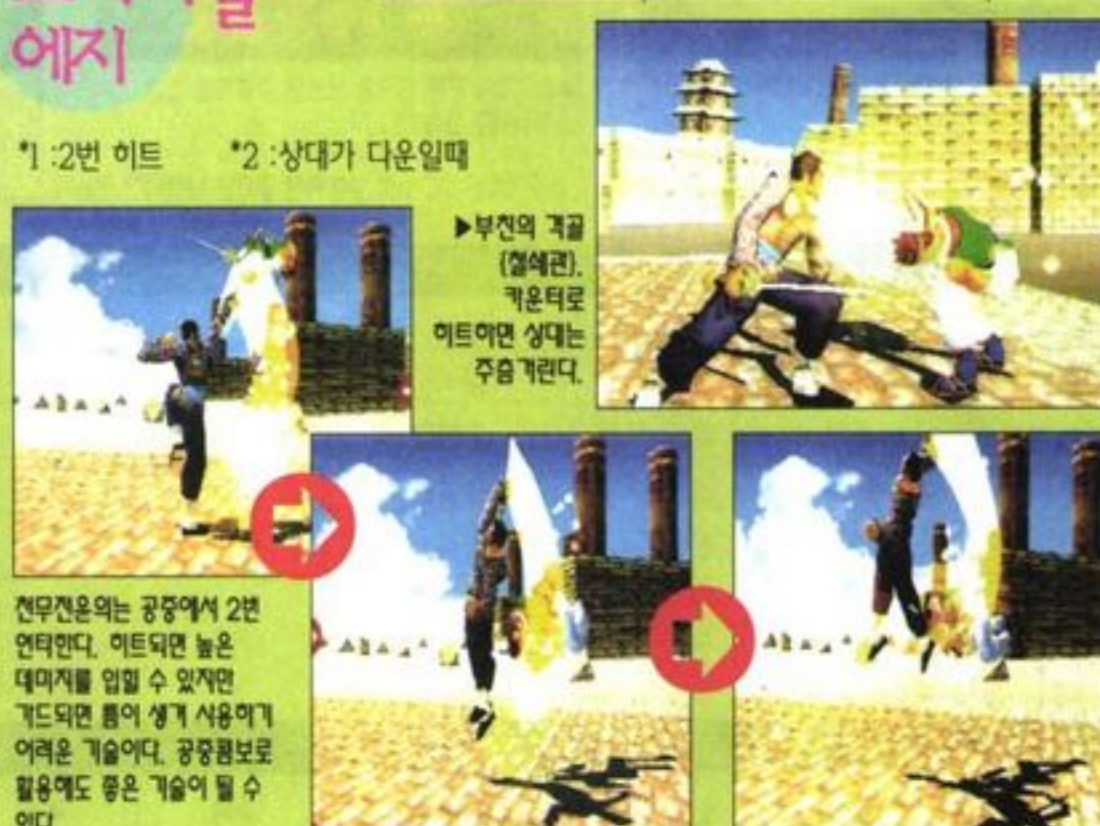 에지
*1 :2번 히트 *2 :상대가 다운일때
▶부친의 격골
(철쇄관).
카운터로
히트하면 상대는
주춤거린다.
천무전운의는 공중에서 2번
연타한다. 히트되면 높은
데미지를 입힐 수 있지만
가드되면 틈이 생겨 사용하기
어려운 기술이다. 공중콤보로
활용해도 좋은 기술이 될 수
있다